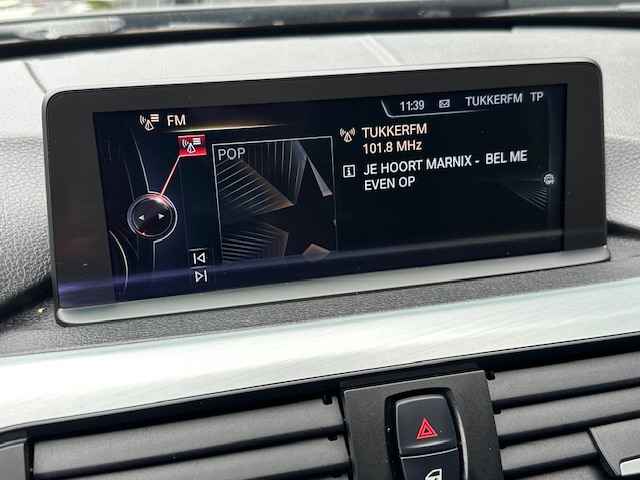 11:39 TUKKERFM TP
FM
TUKKERFM
101.8 MHz
POP
JE HOORT MARNIX - BEL ME
EVEN OP